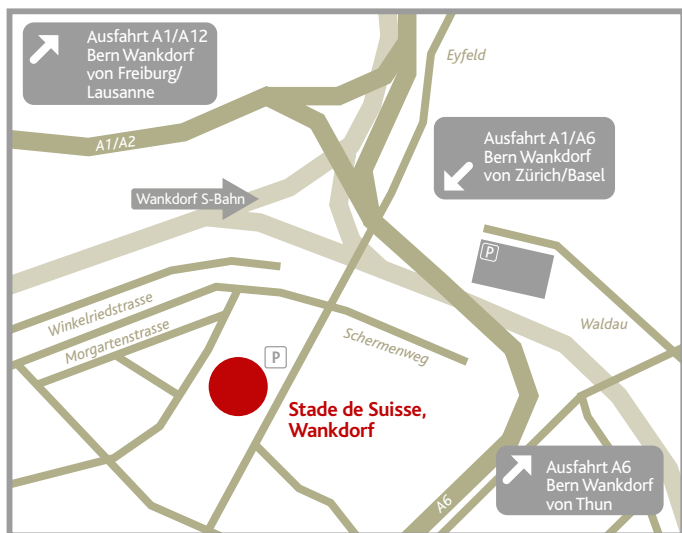 Ausfahrt A1/A12
Bern Wankdorf
von Freiburg/
Lausanne
Eyfeld
A1/A2
Ausfahrt A1/A6
Bern Wankdorf
von Zürich/Basel
Wankdorf S-Bahn
P
Winkelriedstrasse
Morgartenstrasse
Schermenweg
Waldau
P
Stade de Suisse,
Wankdorf
A6
Ausfahrt A6
Bern Wankdorf
von Thun